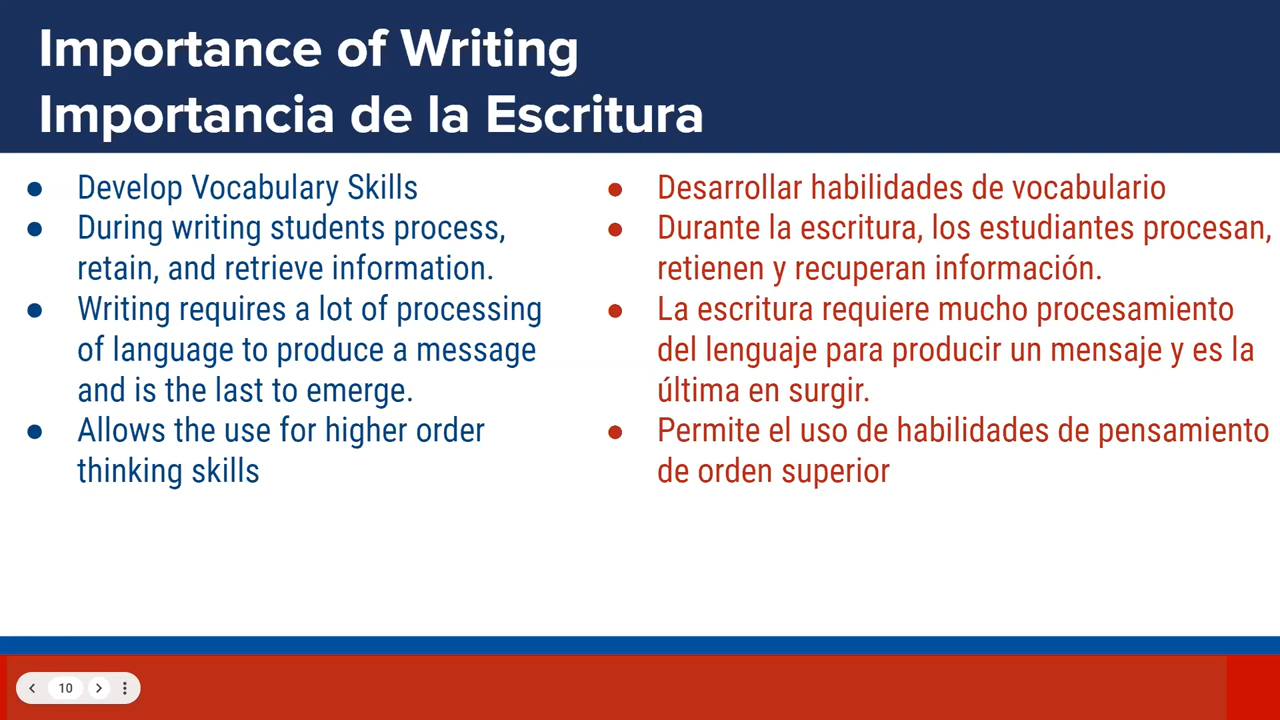 Importance of Writing
Importancia de la Escritura
● Develop Vocabulary Skills
● During writing students process,
retain, and retrieve information.
● Writing requires a lot of processing
of language to produce a message
and is the last to emerge.
● Allows the use for higher order
thinking skills
● Desarrollar habilidades de vocabulario
● Durante la escritura, los estudiantes procesan,
retienen y recuperan información.
● La escritura requiere mucho procesamiento
del lenguaje para producir un mensaje y es la
última en surgir.
● Permite el uso de habilidades de pensamiento
de orden superior
10